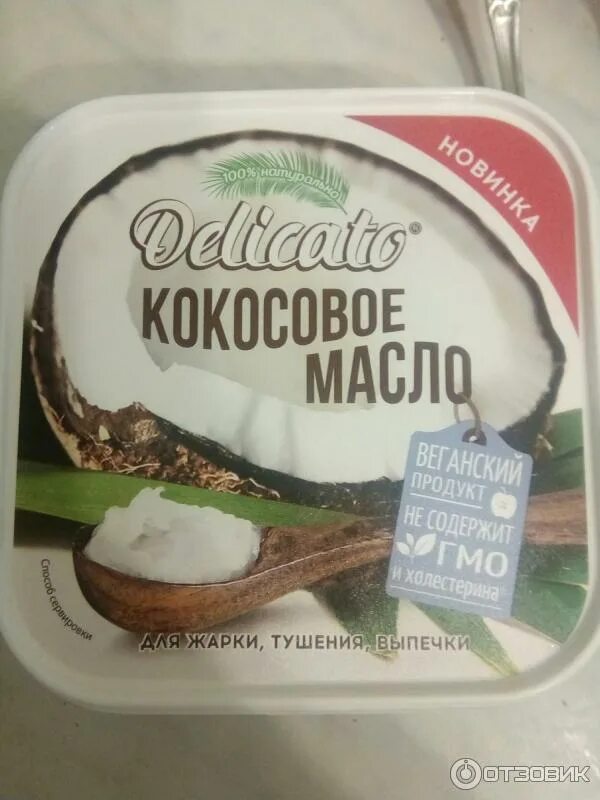 НОВИНКА
100% натурально
Delicato®
КОКОСОВОЕ
МАСЛО
ВЕГАНСКИЙ
ПРОДУКТ
НЕ СОДЕРЖИТ
ГМО
и холестерина
Способ сервировки
ДЛЯ ЖАРКИ, ТУШЕНИЯ, ВЫПЕЧКИ
ОТЗОВИК